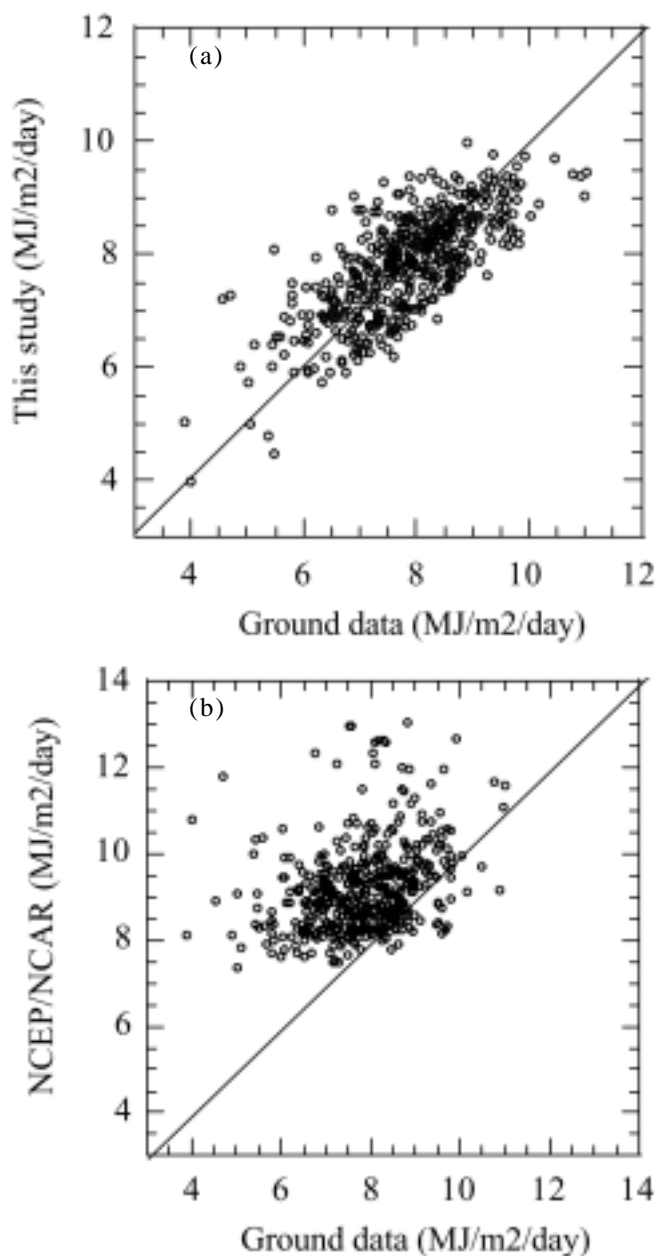 12
(a)
10
8
6
4
This study (MJ/m2/day)
4 6 8 10 12
Ground data (MJ/m2/day)
14
(b)
12
10
8
6
4
NCEP/NCAR (MJ/m2/day)
4 6 8 10 12 14
Ground data (MJ/m2/day)